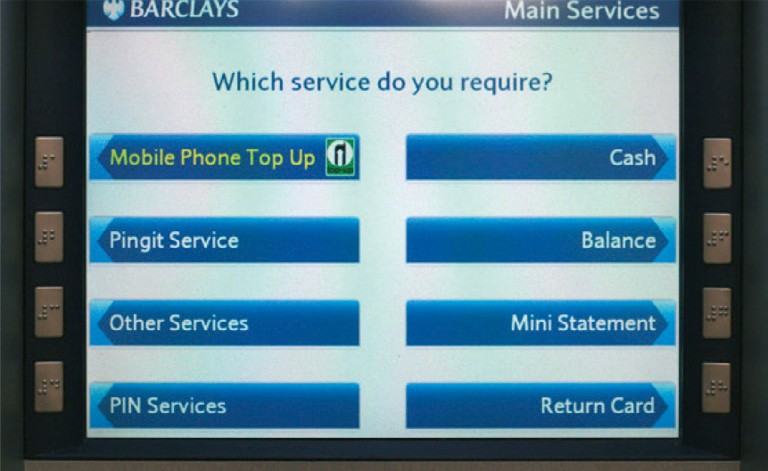 BARCLAYS
Main Services
Which service do you require?
Mobile Phone Top Up
Cash
Pingit Service
Balance
Other Services
Mini Statement
PIN Services
Return Card